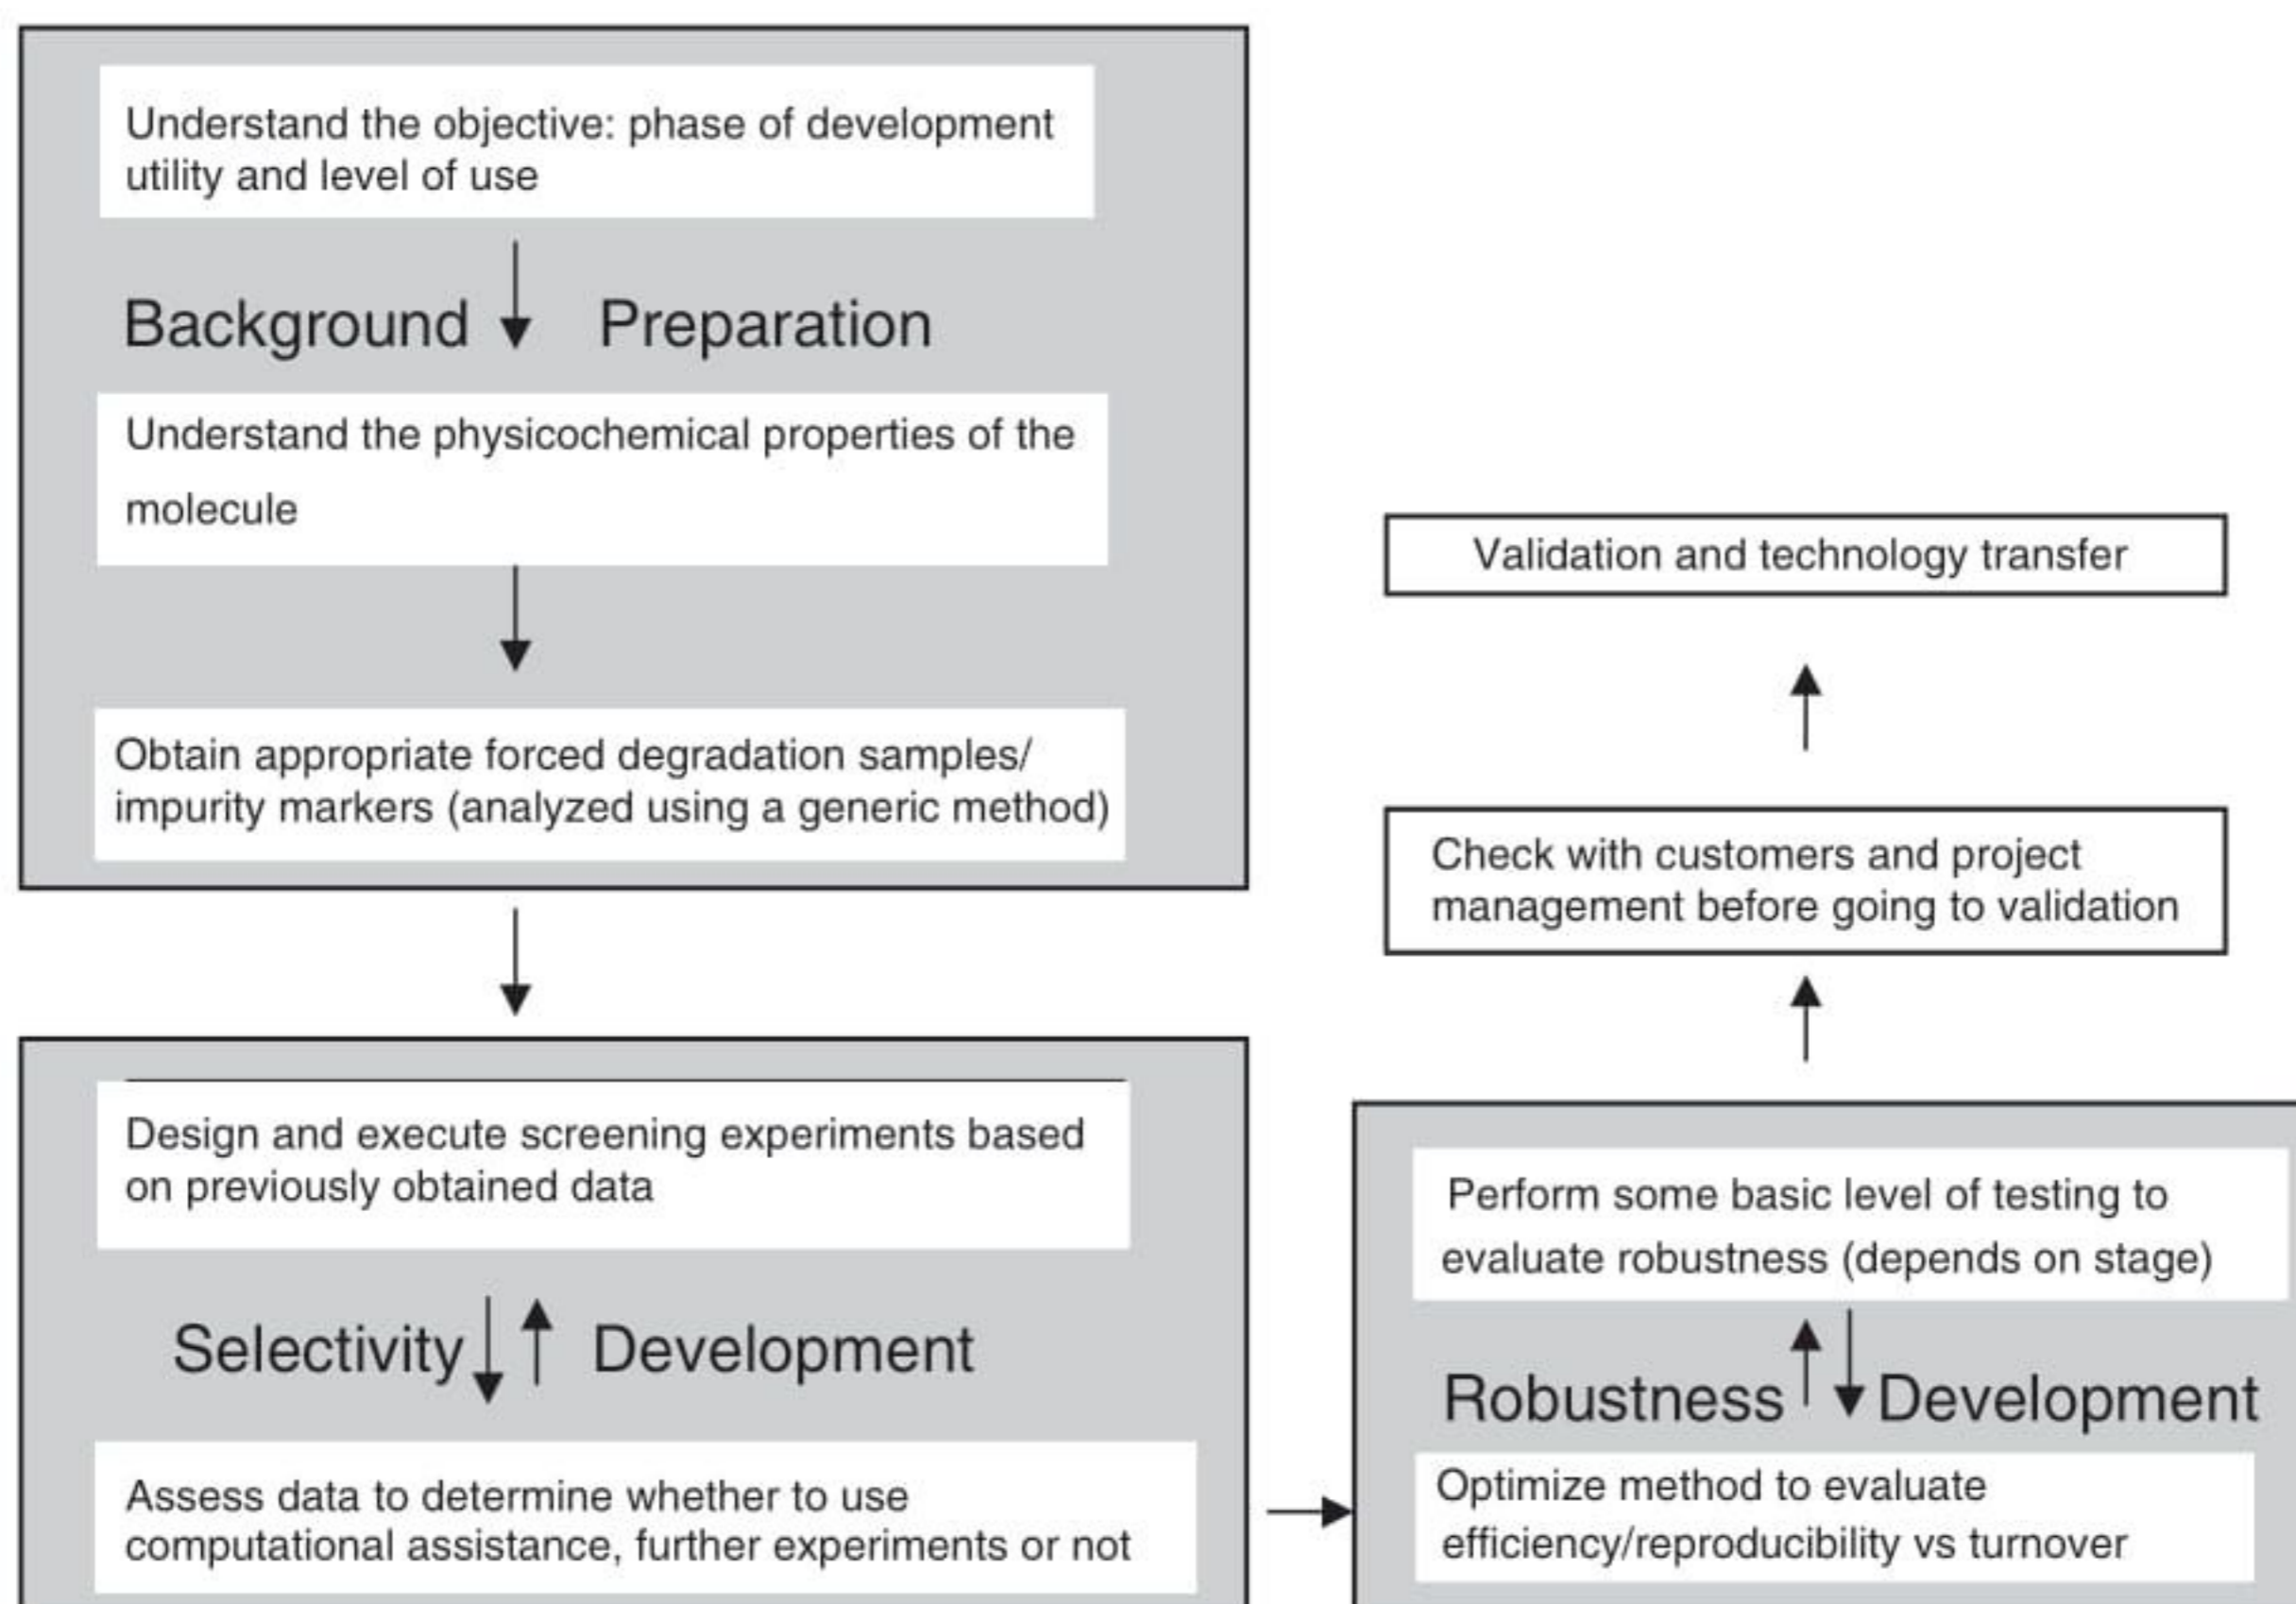 Understand the objective: phase of development
utility and level of use
Background Preparation
Understand the physicochemical properties of the
molecule
Obtain appropriate forced degradation samples/
impurity markers (analyzed using a generic method)
Design and execute screening experiments based
on previously obtained data
Selectivity Development
Assess data to determine whether to use
computational assistance, further experiments or not
Validation and technology transfer
Check with customers and project
management before going to validation
Perform some basic level of testing to
evaluate robustness (depends on stage)
Robustness Development
Optimize method to evaluate
efficiency/reproducibility vs turnover